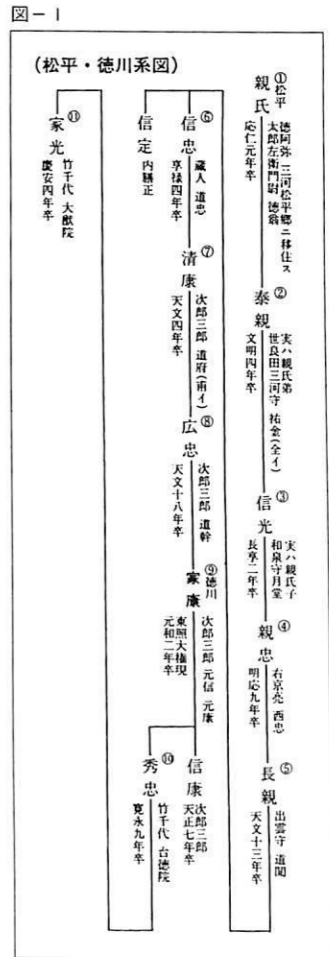 図－1
（松平・徳川系図）
①松平
親氏
徳阿弥 三河松平郷ニ移住ス
太郎左衛門尉 徳翁
応仁元年卒
②
泰親
実ハ親氏弟
世良田三河守 祐金(全イ)
文明四年卒
③
信光
実ハ親氏子
和泉守月堂
長享二年卒
④
親忠
右京亮 西忠
明応九年卒
⑤
長親
出雲守 道閲
天文十三年卒
⑥
信忠
蔵人 道忠
享禄四年卒
信定
内膳正
⑦
清康
次郎三郎 道府(甫イ)
天文四年卒
⑧
広忠
次郎三郎 道幹
天文十八年卒
⑨徳川
家康
次郎三郎 元信 元康
東照大権現
元和二年卒
信康
次郎三郎
天正七年卒
⑩
秀忠
竹千代 台徳院
寛永九年卒
⑪
家光
竹千代 大猷院
慶安四年卒